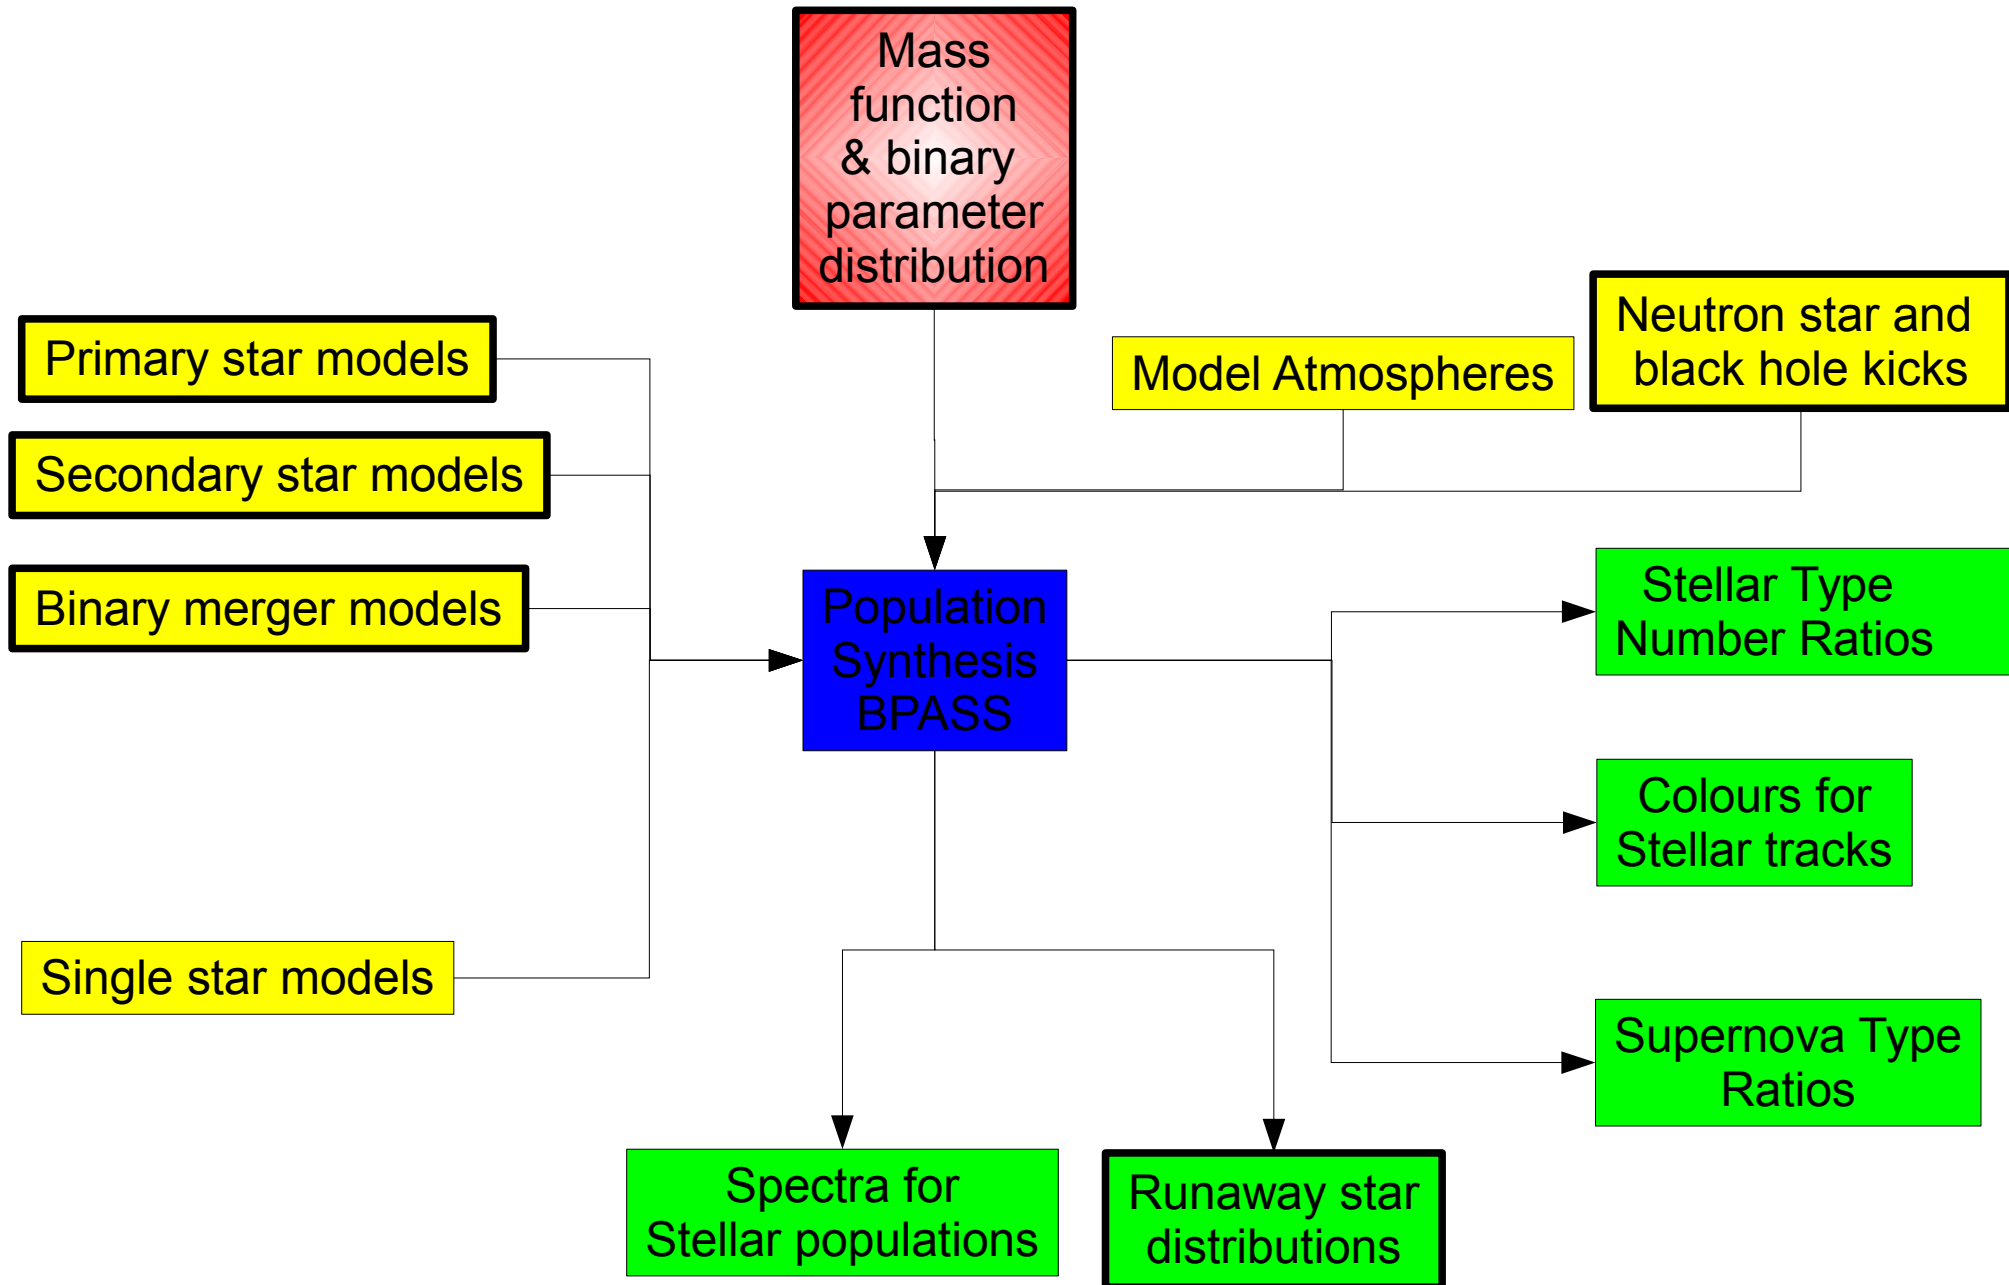 Mass
function
& binary
parameter
distribution
Neutron star and
black hole kicks
Model Atmospheres
Primary star models
Secondary star models
Binary merger models
Single star models
Population
Synthesis
BPASS
Stellar Type
Number Ratios
Colours for
Stellar tracks
Supernova Type
Ratios
Spectra for
Stellar populations
Runaway star
distributions